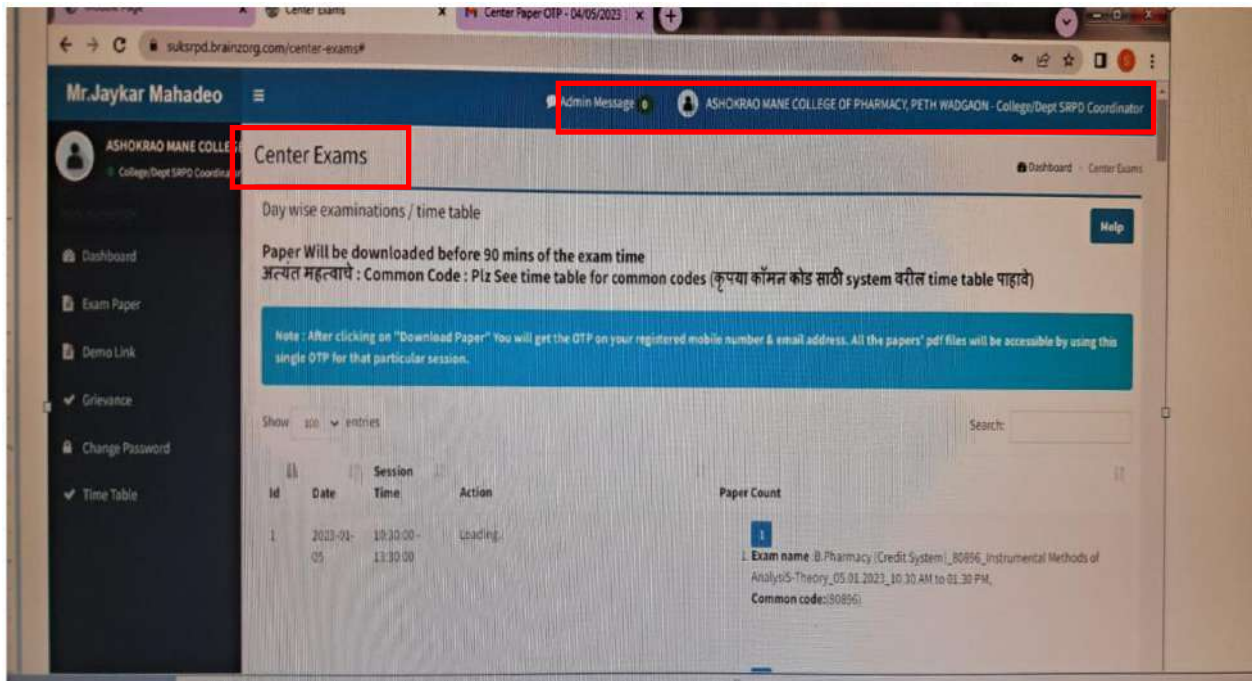 Center Exams
Center Paper OTP - 04/05/2023
suksrpd.brainzorg.com/center-exams#
Mr.Jaykar Mahadeo
Admin Message 0
ASHOKRAO MANE COLLEGE OF PHARMACY, PETH WADGAON - College/Dept SRPD Coordinator
ASHOKRAO MANE COLLEGE
College/Dept SRPD Coordinator
Center Exams
Dashboard - Center Exams
Day wise examinations / time table
Help
Paper Will be downloaded before 90 mins of the exam time
अत्यंत महत्वाचे : Common Code : Plz See time table for common codes (कृपया कॉमन कोड साठी system वरील time table पाहावे)
Dashboard
Exam Paper
Demo Link
Grievance
Change Password
Time Table
Note : After clicking on "Download Paper" You will get the OTP on your registered mobile number & email address. All the papers' pdf files will be accessible by using this
single OTP for that particular session.
Show 100 entries
Search:
Id Date Session Time Action Paper Count
1 2023-01-05 10:30:00 - 13:30:00 Loading..
1
1. Exam name :B.Pharmacy (Credit System)_80896_Instrumental Methods of
AnalysiS-Theory_05.01.2023_10.30 AM to 01.30 PM,
Common code:(80896)